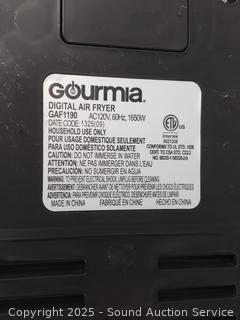 Gourmia
DIGITAL AIR FRYER
GAF1190 AC120V, 60Hz, 1650W
DATE CODE: 1325(09)
HOUSEHOLD USE ONLY
POUR USAGE DOMESTIQUE SEULEMENT
PARA USO DOMÉSTICO SOLAMENTE
ETL
Intertek
CONFORMS TO UL STD. 1026
CERT. TO CSA STD. C22.2
CAUTION: DO NOT IMMERSE IN WATER
ATTENTION: NE PAS IMMERGER DANS L'EAU
PRECAUCIÓN: NO SUMERGIR EN AGUA
WARNING: TO PREVENT ELECTRICAL SHOCK, UNPLUG BEFORE CLEANING.
MADE IN CHINA FABRIQUÉ EN CHINE HECHO EN CHINA
Copyright © 2025 - Sound Auction Service